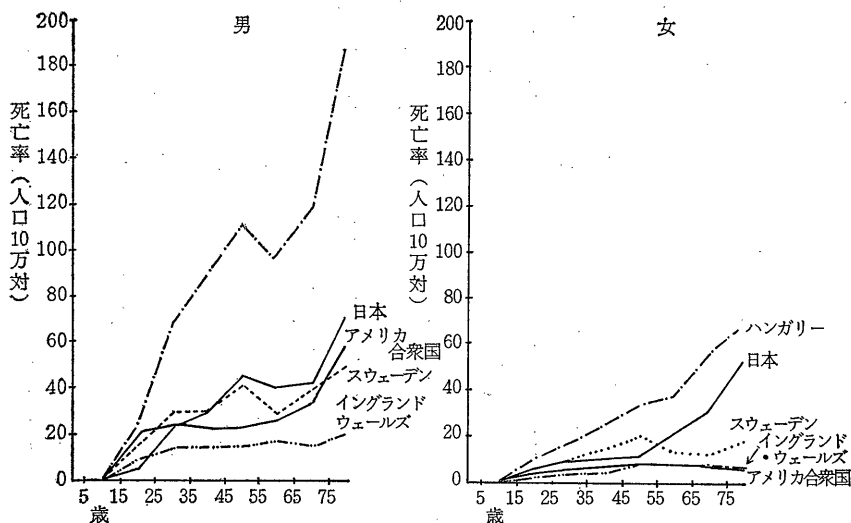 男
死亡率（人口10万対）
200
180
160
140
120
100
80
60
40
20
0
5 15 25 35 45 55 65 75
歳
日本
アメリカ
合衆国
スウェーデン
イングランド
ウェールズ
女
死亡率（人口10万対）
200
180
160
140
120
100
80
60
40
20
0
5 15 25 35 45 55 65 75
歳
ハンガリー
日本
スウェーデン
イングランド
・ウェールズ
アメリカ合衆国